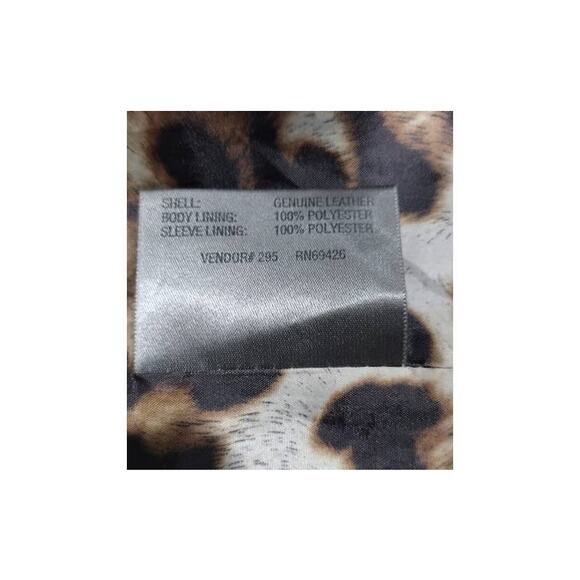 SHELL: GENUINE LEATHER
BODY LINING: 100% POLYESTER
SLEEVE LINING: 100% POLYESTER
VENDOR# 295 RN69426